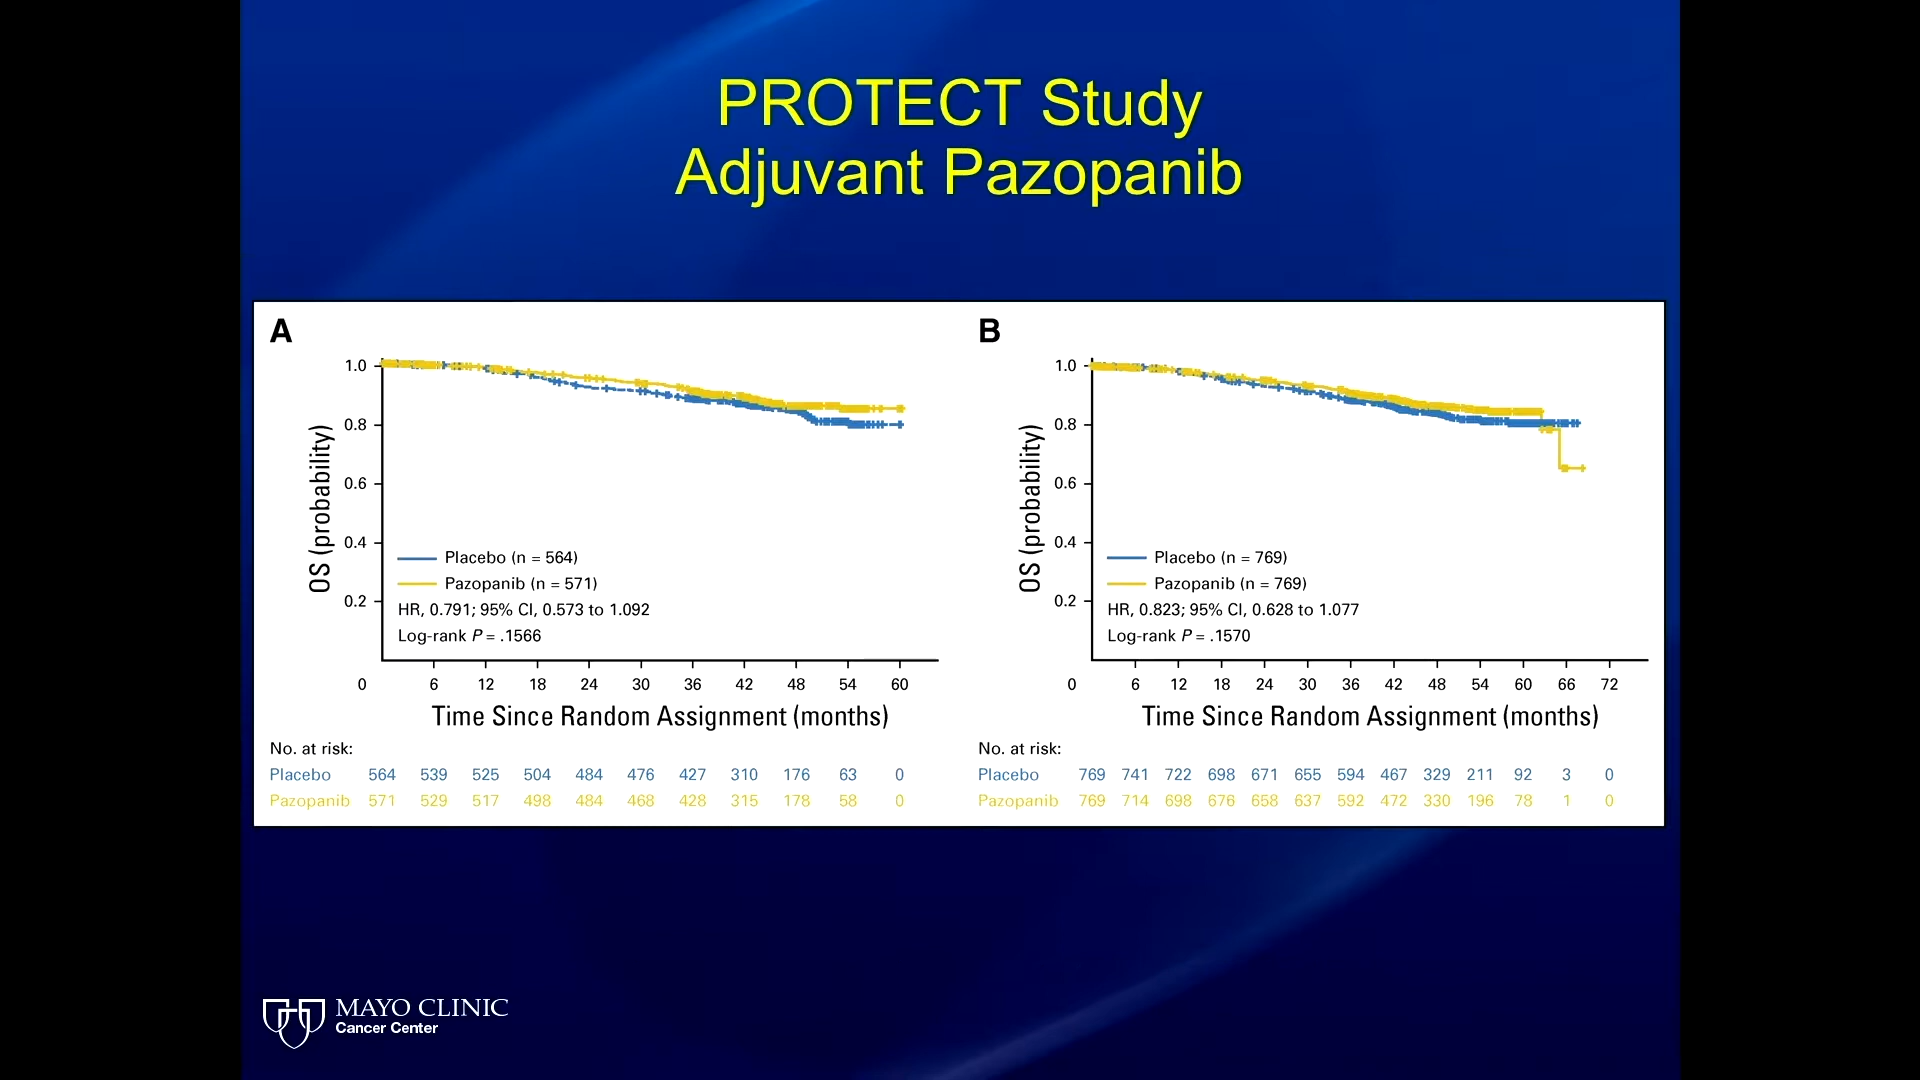 PROTECT Study
Adjuvant Pazopanib
A
OS (probability)
1.0
0.8
0.6
0.4
0.2
Placebo (n = 564)
Pazopanib (n = 571)
HR, 0.791; 95% CI, 0.573 to 1.092
Log-rank P = .1566
0 6 12 18 24 30 36 42 48 54 60
Time Since Random Assignment (months)
No. at risk:
Placebo 564 539 525 504 484 476 427 310 176 63 0
Pazopanib 571 529 517 498 484 468 428 315 178 58 0
B
OS (probability)
1.0
0.8
0.6
0.4
0.2
Placebo (n = 769)
Pazopanib (n = 769)
HR, 0.823; 95% CI, 0.628 to 1.077
Log-rank P = .1570
0 6 12 18 24 30 36 42 48 54 60 66 72
Time Since Random Assignment (months)
No. at risk:
Placebo 769 741 722 698 671 655 594 467 329 211 92 3 0
Pazopanib 769 714 698 676 658 637 592 472 330 196 78 1 0
MAYO CLINIC
Cancer Center